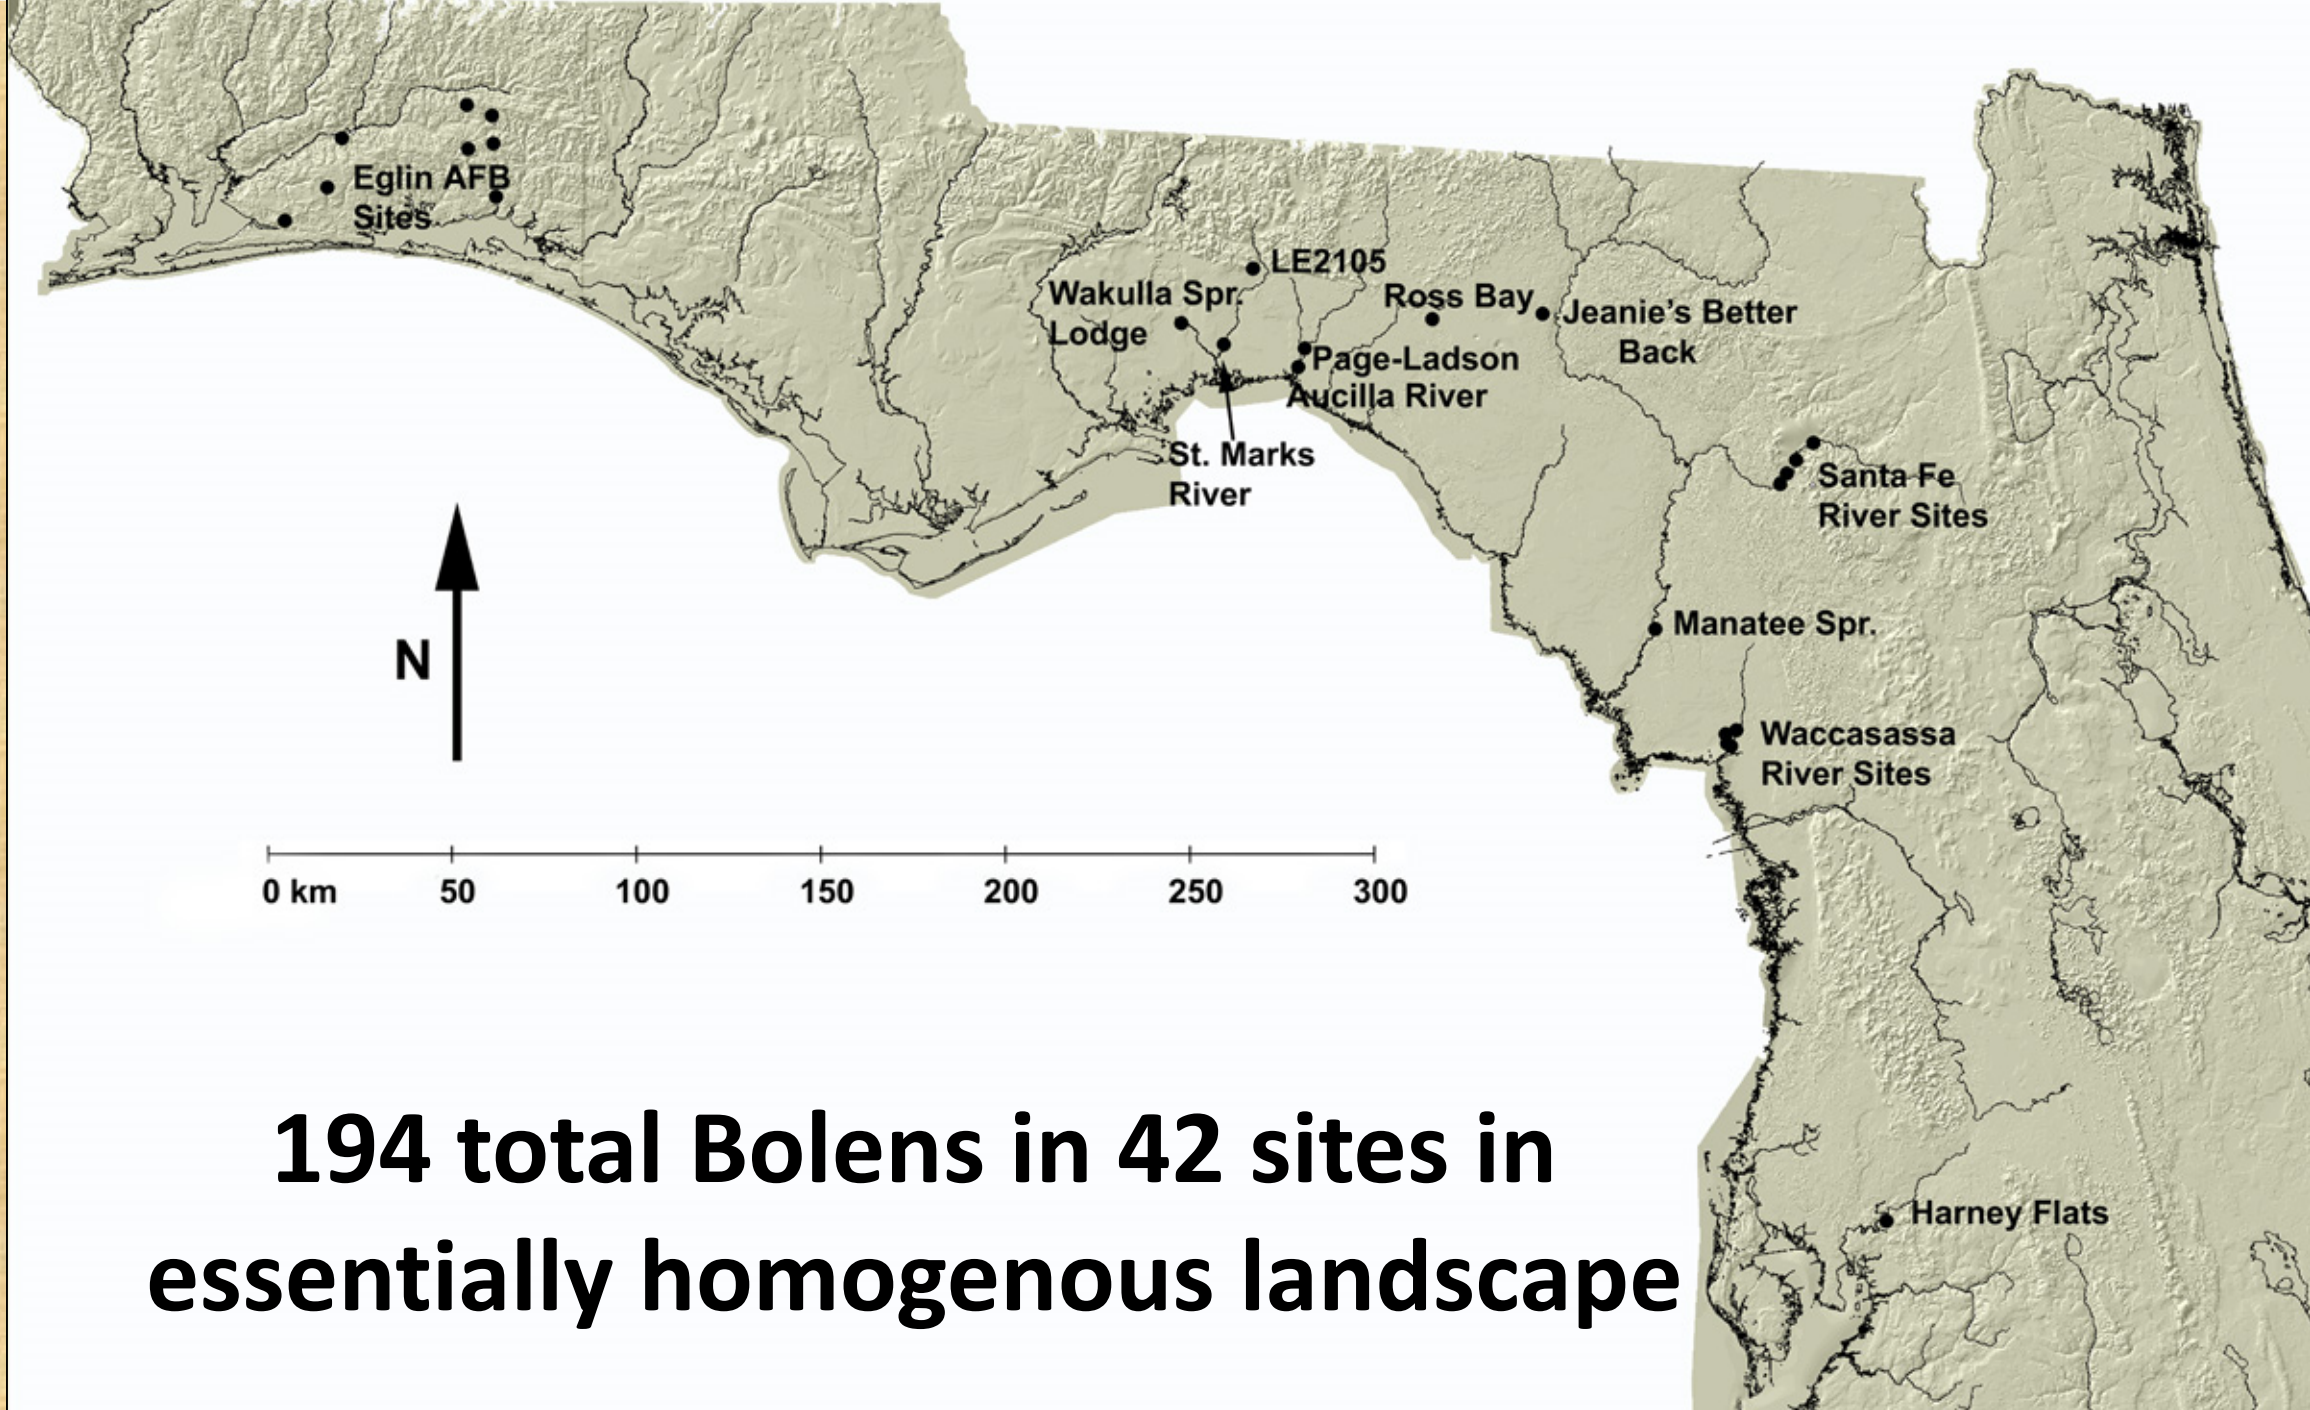 Eglin AFB
Sites
LE2105
Wakulla Spr.
Lodge
Ross Bay
Jeanie's Better
Back
Page-Ladson
Aucilla River
St. Marks
River
Santa Fe
River Sites
N
Manatee Spr.
Waccasassa
River Sites
0 km 50 100 150 200 250 300
194 total Bolens in 42 sites in
essentially homogenous landscape
Harney Flats